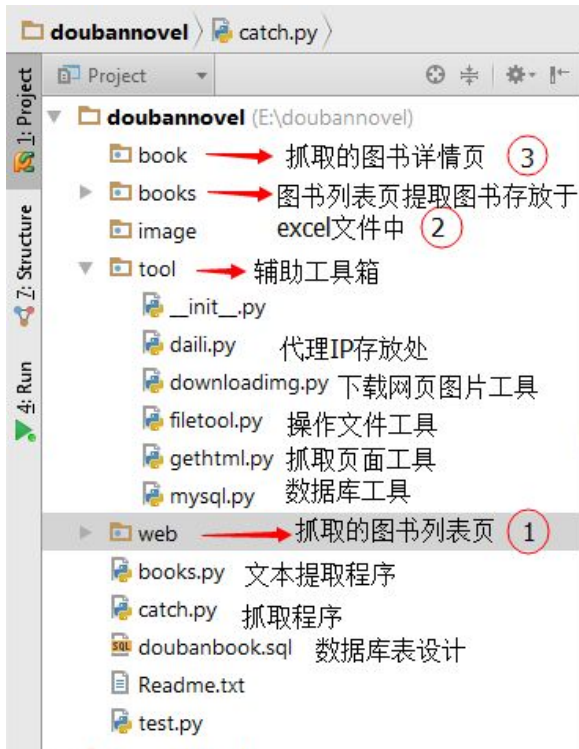 doubannovel catch.py
Project
1: Project
7: Structure
4: Run
doubannovel (E:\doubannovel)
book 抓取的图书详情页 3
books 图书列表页提取图书存放于
image excel文件中 2
tool 辅助工具箱
__init__.py
daili.py 代理IP存放处
downloadimg.py 下载网页图片工具
filetool.py 操作文件工具
gethtml.py 抓取页面工具
mysql.py 数据库工具
web 抓取的图书列表页 1
books.py 文本提取程序
catch.py 抓取程序
SQL doubanbook.sql 数据库表设计
Readme.txt
test.py